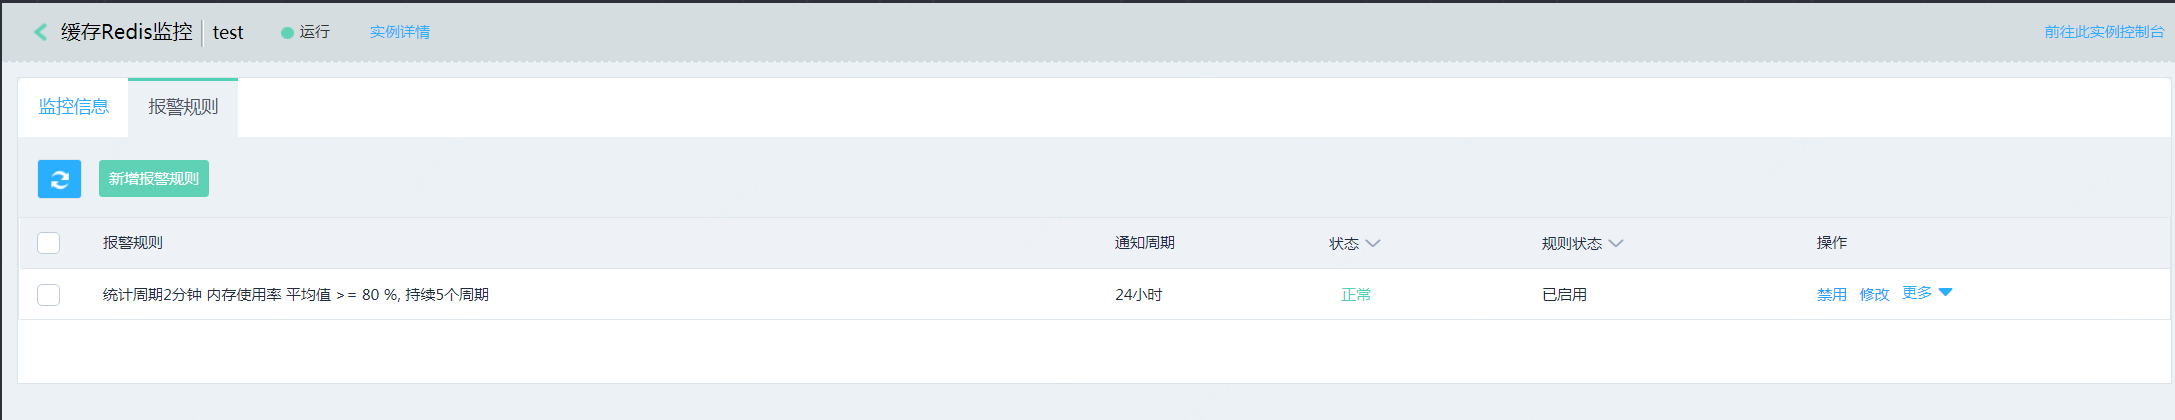 缓存Redis监控 test 运行 实例详情 前往此实例控制台
监控信息 报警规则
新增报警规则
报警规则 通知周期 状态 规则状态 操作
统计周期2分钟 内存使用率 平均值 >= 80 %, 持续5个周期 24小时 正常 已启用 禁用 修改 更多